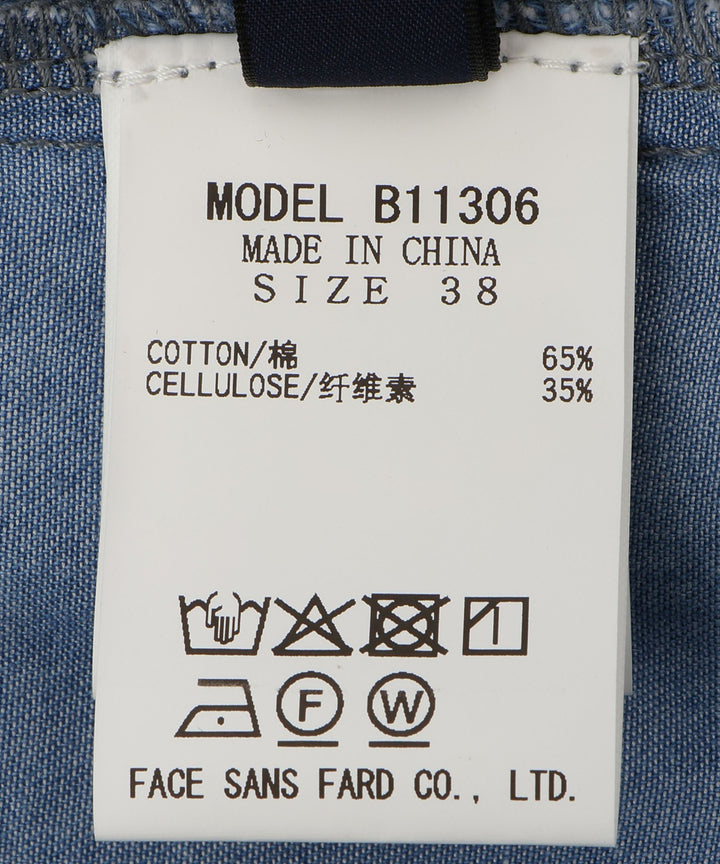 MODEL B11306
MADE IN CHINA
SIZE 38
COTTON/棉 65%
CELLULOSE/纤维素 35%
F W
FACE SANS FARD CO., LTD.